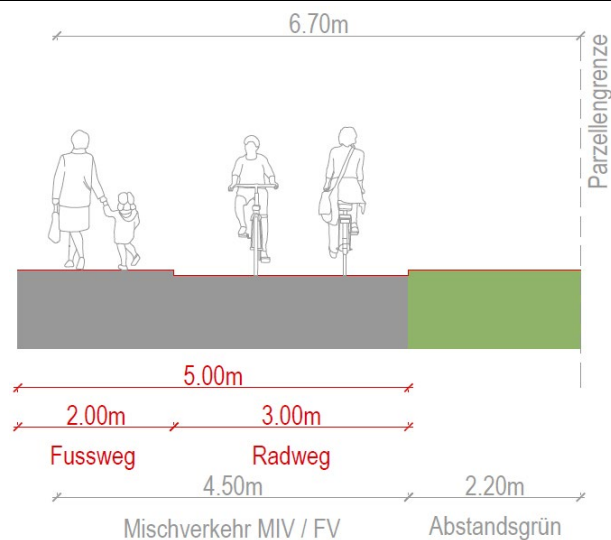 6.70m
Parzellengrenze
5.00m
2.00m 3.00m
Fussweg Radweg
4.50m 2.20m
Mischverkehr MIV / FV Abstandsgrün